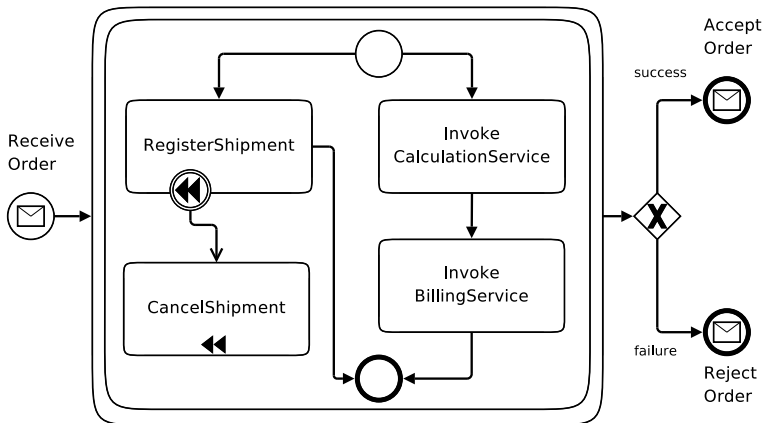 Receive
Order
RegisterShipment
CancelShipment
Invoke
CalculationService
Invoke
BillingService
success
Accept
Order
failure
Reject
Order